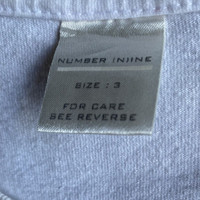 NUMBER (N)INE
SIZE : 3
FOR CARE
SEE REVERSE